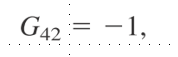 G₄₂ = −1,